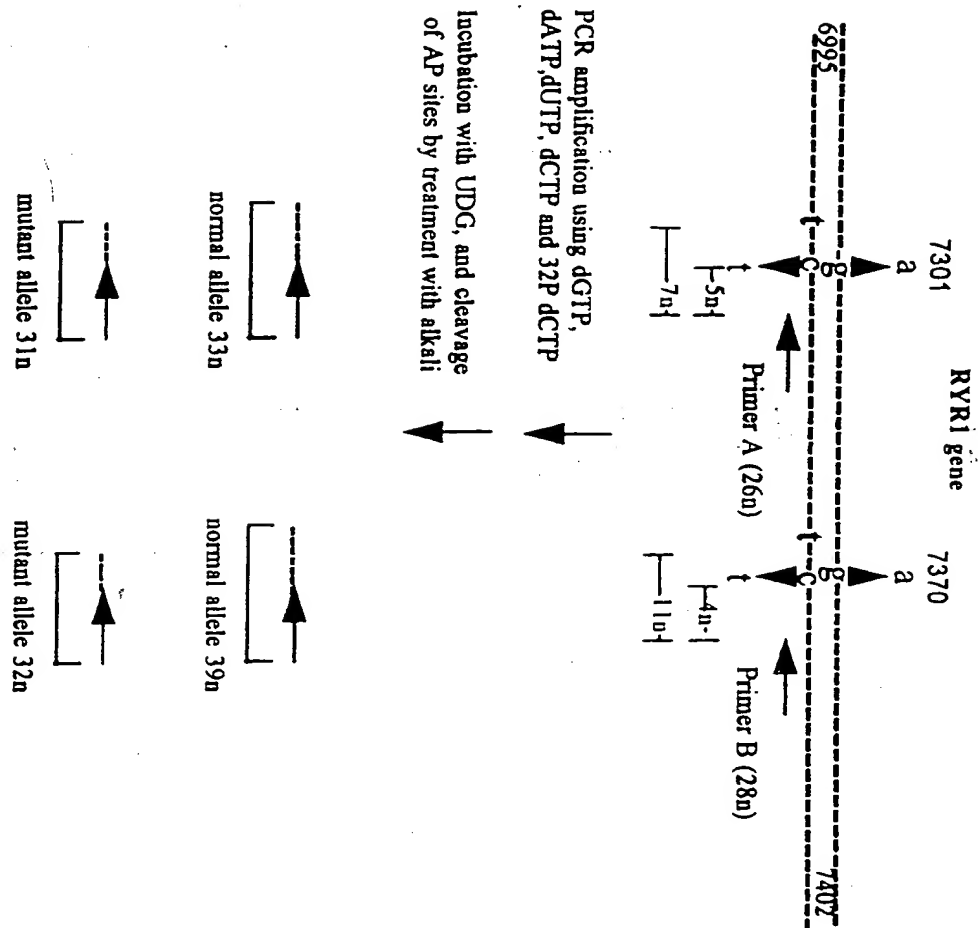 RYR1 gene
7301
7370
a
a
6995
g
g
7402
t
c
t
c
t
t
Primer A (26n)
Primer B (28n)
5n
4n
7n
11n
PCR amplification using dGTP,
dATP,dUTP, dCTP and 32P dCTP
Incubation with UDG, and cleavage
of AP sites by treatment with alkali
normal allele 33n
normal allele 39n
mutant allele 31n
mutant allele 32n